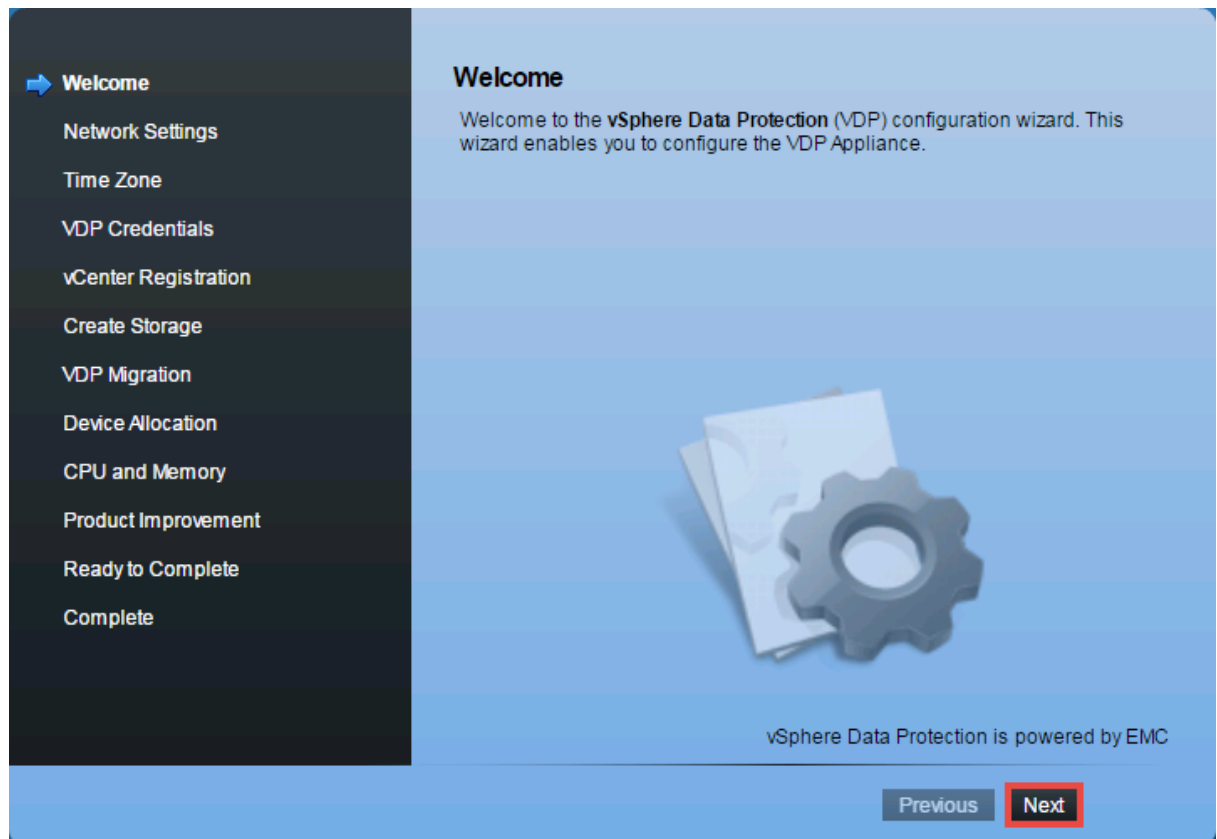 Welcome
Network Settings
Time Zone
VDP Credentials
vCenter Registration
Create Storage
VDP Migration
Device Allocation
CPU and Memory
Product Improvement
Ready to Complete
Complete
Welcome
Welcome to the vSphere Data Protection (VDP) configuration wizard. This
wizard enables you to configure the VDP Appliance.
vSphere Data Protection is powered by EMC
Previous
Next